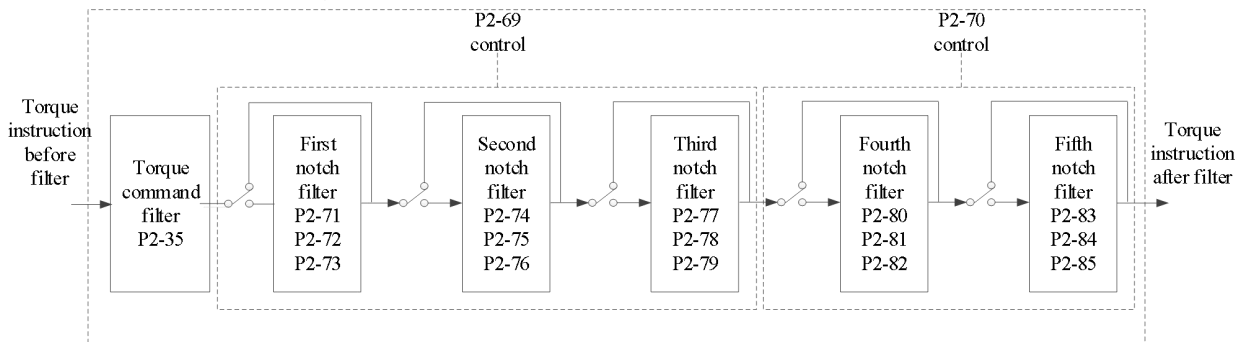 P2-69
control
P2-70
control
Torque
instruction
before
filter
Torque
command
filter
P2-35
First
notch
filter
P2-71
P2-72
P2-73
Second
notch
filter
P2-74
P2-75
P2-76
Third
notch
filter
P2-77
P2-78
P2-79
Fourth
notch
filter
P2-80
P2-81
P2-82
Fifth
notch
filter
P2-83
P2-84
P2-85
Torque
instruction
after filter